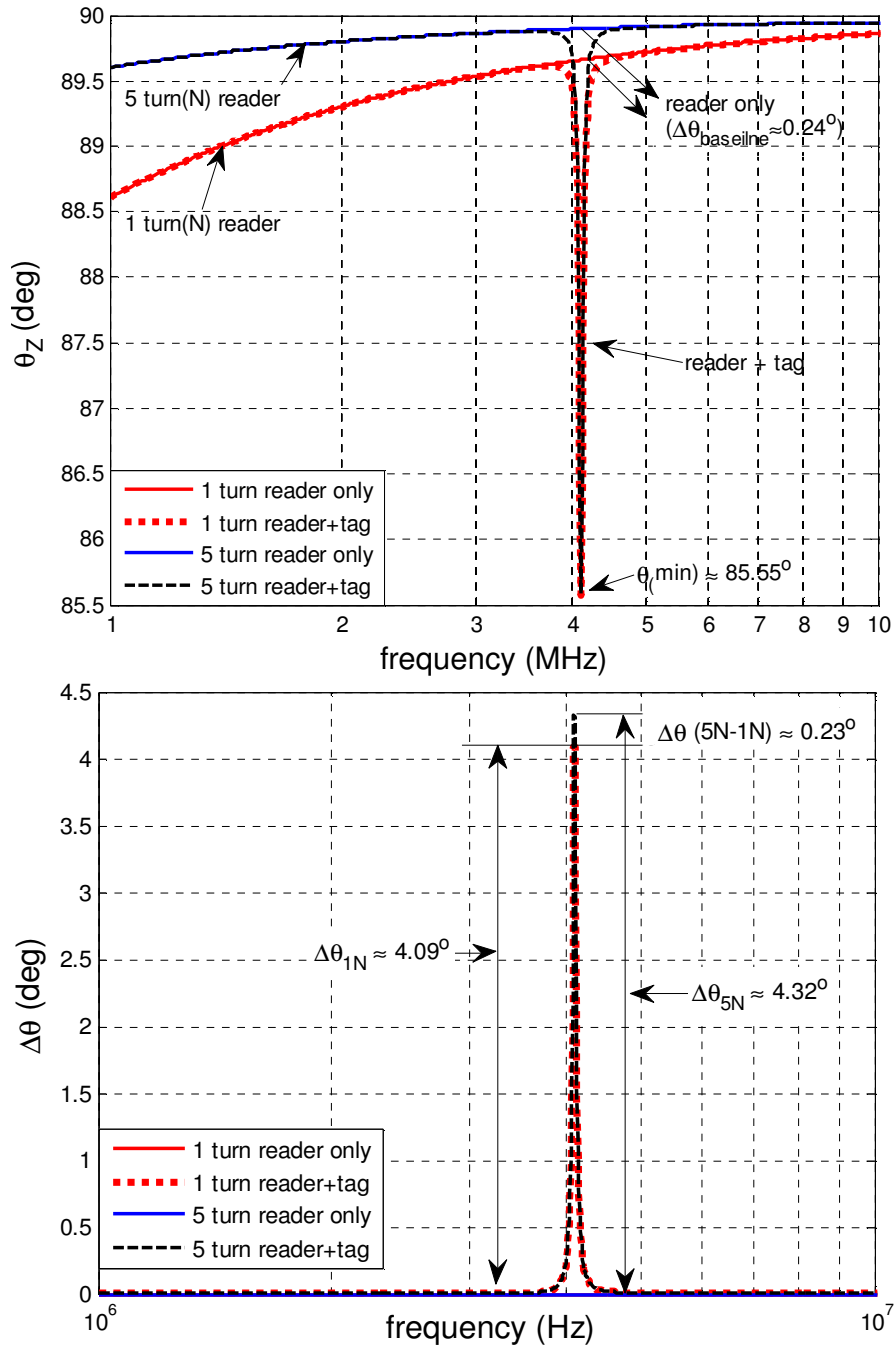 90
89.5
89
88.5
88
87.5
87
86.5
86
85.5
θZ (deg)
5 turn(N) reader
1 turn(N) reader
reader only
(Δθbaseilne≈0.24o)
reader + tag
θ(min) ≈ 85.55o
1 turn reader only
1 turn reader+tag
5 turn reader only
5 turn reader+tag
1 2 3 4 5 6 7 8 9 10
frequency (MHz)
4.5
4
3.5
3
2.5
2
1.5
1
0.5
0
Δθ (deg)
Δθ (5N-1N) ≈ 0.23o
Δθ1N ≈ 4.09o
Δθ5N ≈ 4.32o
1 turn reader only
1 turn reader+tag
5 turn reader only
5 turn reader+tag
10^6 10^7
frequency (Hz)